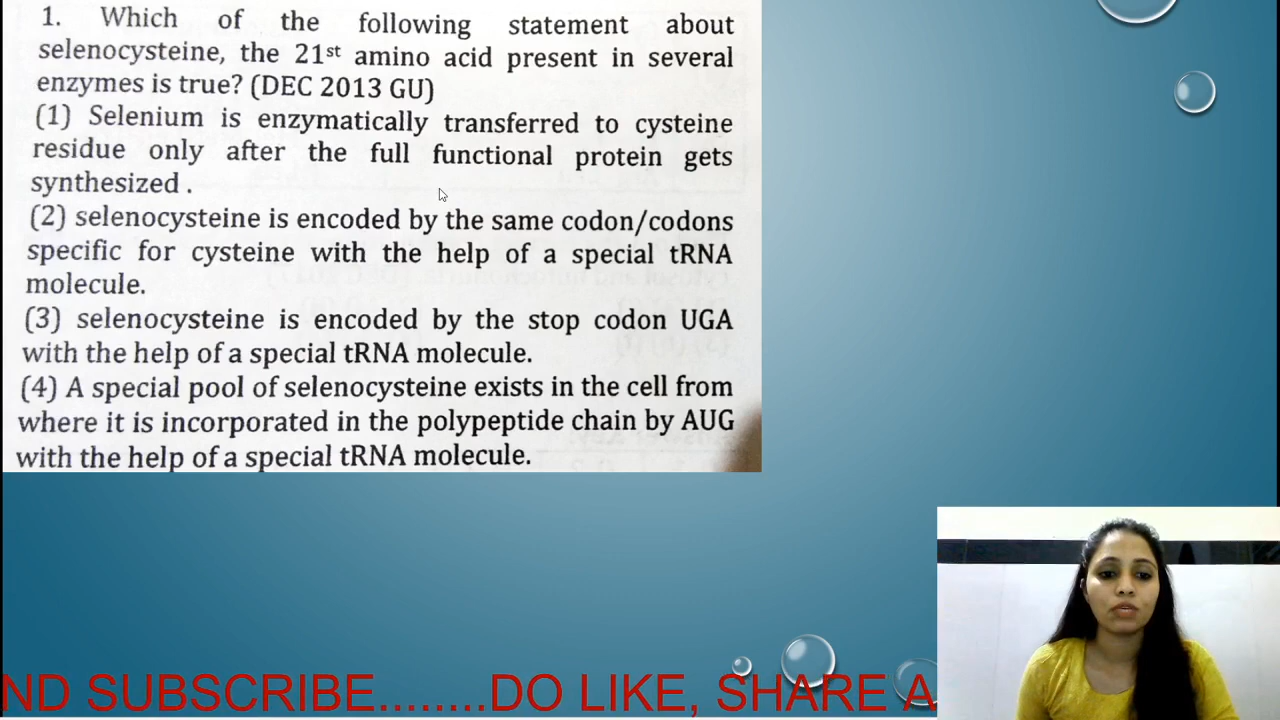 1. Which of the following statement about
selenocysteine, the 21st amino acid present in several
enzymes is true? (DEC 2013 GU)
(1) Selenium is enzymatically transferred to cysteine
residue only after the full functional protein gets
synthesized .
(2) selenocysteine is encoded by the same codon/codons
specific for cysteine with the help of a special tRNA
molecule.
(3) selenocysteine is encoded by the stop codon UGA
with the help of a special tRNA molecule.
(4) A special pool of selenocysteine exists in the cell from
where it is incorporated in the polypeptide chain by AUG
with the help of a special tRNA molecule.
ND SUBSCRIBE........DO LIKE, SHARE A